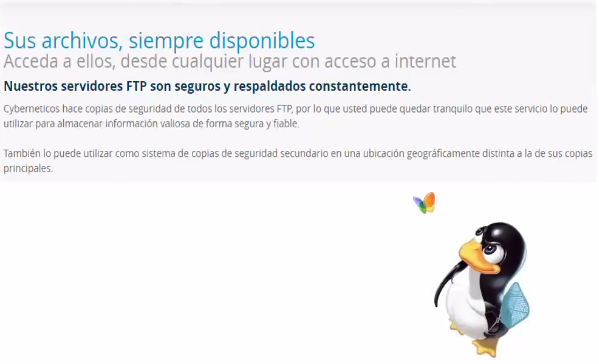 Sus archivos, siempre disponibles
Acceda a ellos, desde cualquier lugar con acceso a internet
Nuestros servidores FTP son seguros y respaldados constantemente.
Cyberneticos hace copias de seguridad de todos los servidores FTP, por lo que usted puede quedar tranquilo que este servicio lo puede
utilizar para almacenar información valiosa de forma segura y fiable.
También lo puede utilizar como sistema de copias de seguridad secundario en una ubicación geográficamente distinta a la de sus copias
principales.